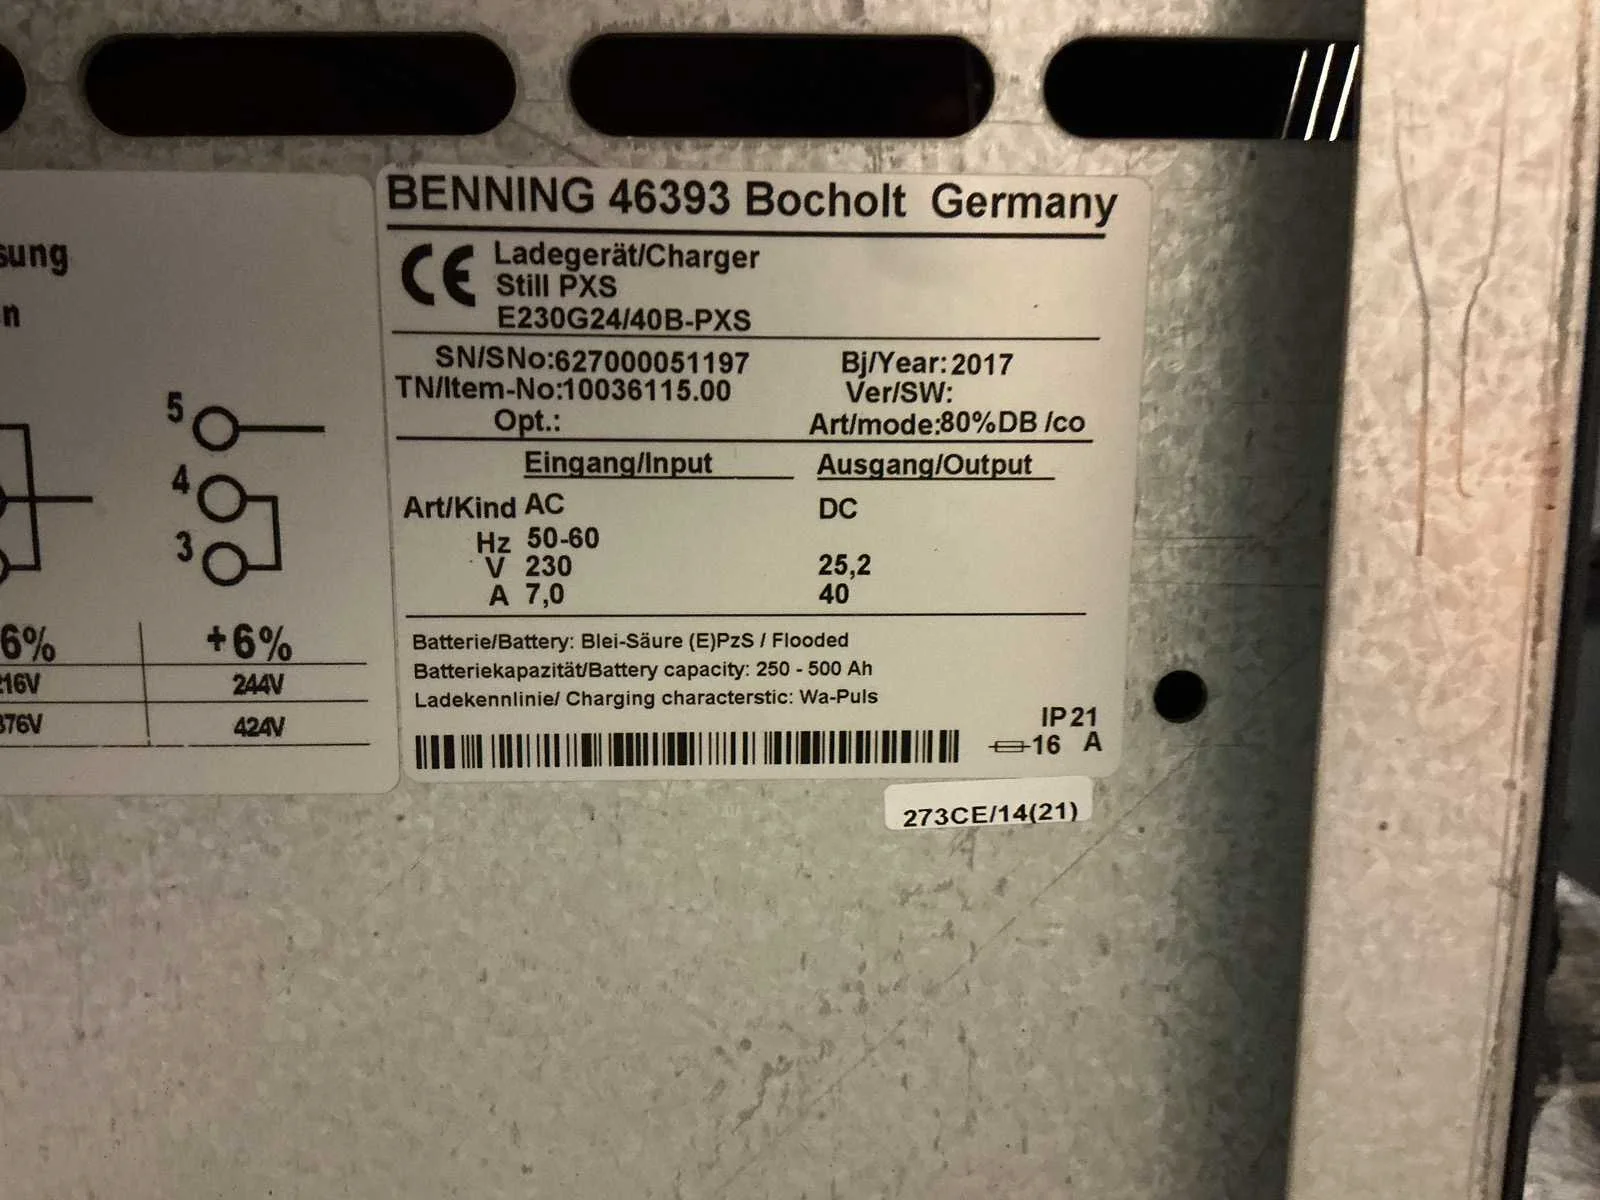 sung
n
5
4
3
6% +6%
216V 244V
376V 424V
BENNING 46393 Bocholt Germany
CE Ladegerät/Charger
Still PXS
E230G24/40B-PXS
SN/SNo:627000051197 Bj/Year:2017
TN/Item-No:10036115.00 Ver/SW:
Opt.: Art/mode:80%DB /co
Eingang/Input Ausgang/Output
Art/Kind AC DC
Hz 50-60
V 230 25,2
A 7,0 40
Batterie/Battery: Blei-Säure (E)PzS / Flooded
Batteriekapazität/Battery capacity: 250 - 500 Ah
Ladekennlinie/ Charging characterstic: Wa-Puls
IP 21
16 A
273CE/14(21)